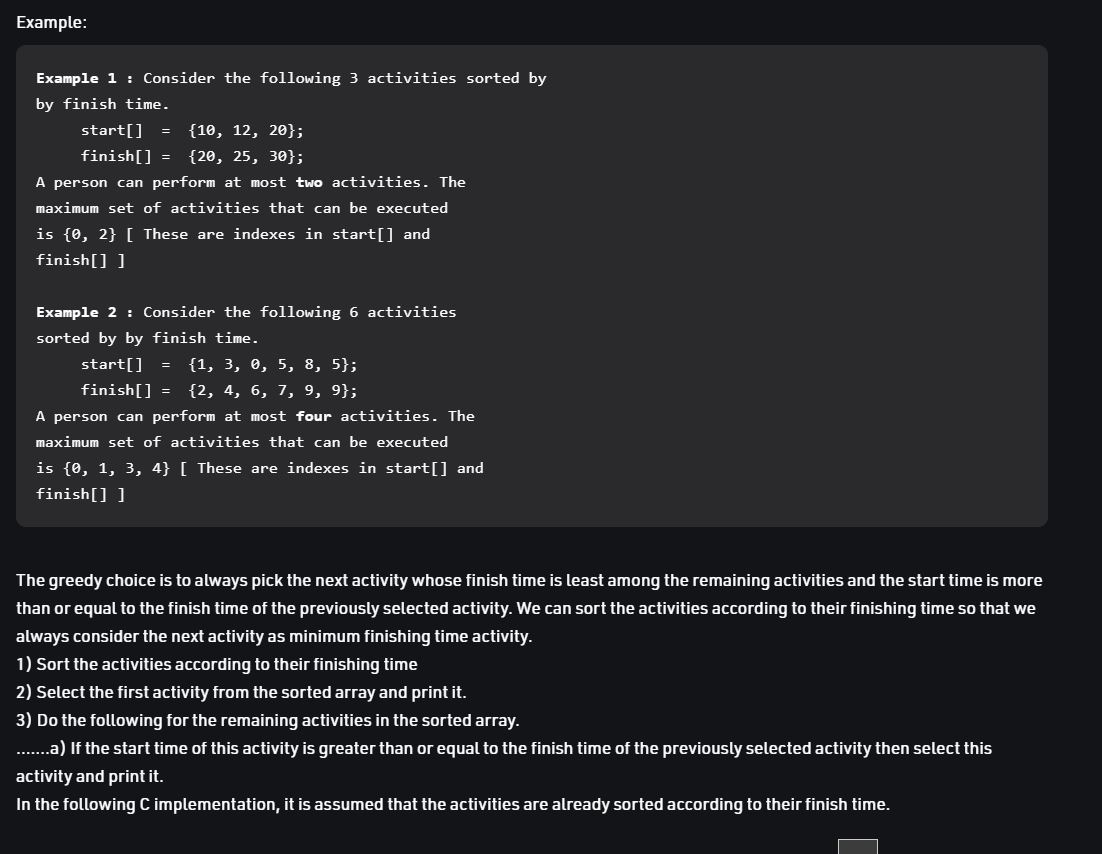 Example:
Example 1 : Consider the following 3 activities sorted by
by finish time.
start[]  =  {10, 12, 20};
finish[] =  {20, 25, 30};
A person can perform at most two activities. The
maximum set of activities that can be executed
is {0, 2} [ These are indexes in start[] and
finish[] ]
Example 2 : Consider the following 6 activities
sorted by by finish time.
start[]  =  {1, 3, 0, 5, 8, 5};
finish[] =  {2, 4, 6, 7, 9, 9};
A person can perform at most four activities. The
maximum set of activities that can be executed
is {0, 1, 3, 4} [ These are indexes in start[] and
finish[] ]
The greedy choice is to always pick the next activity whose finish time is least among the remaining activities and the start time is more
than or equal to the finish time of the previously selected activity. We can sort the activities according to their finishing time so that we
always consider the next activity as minimum finishing time activity.
1) Sort the activities according to their finishing time
2) Select the first activity from the sorted array and print it.
3) Do the following for the remaining activities in the sorted array.
.......a) If the start time of this activity is greater than or equal to the finish time of the previously selected activity then select this
activity and print it.
In the following C implementation, it is assumed that the activities are already sorted according to their finish time.